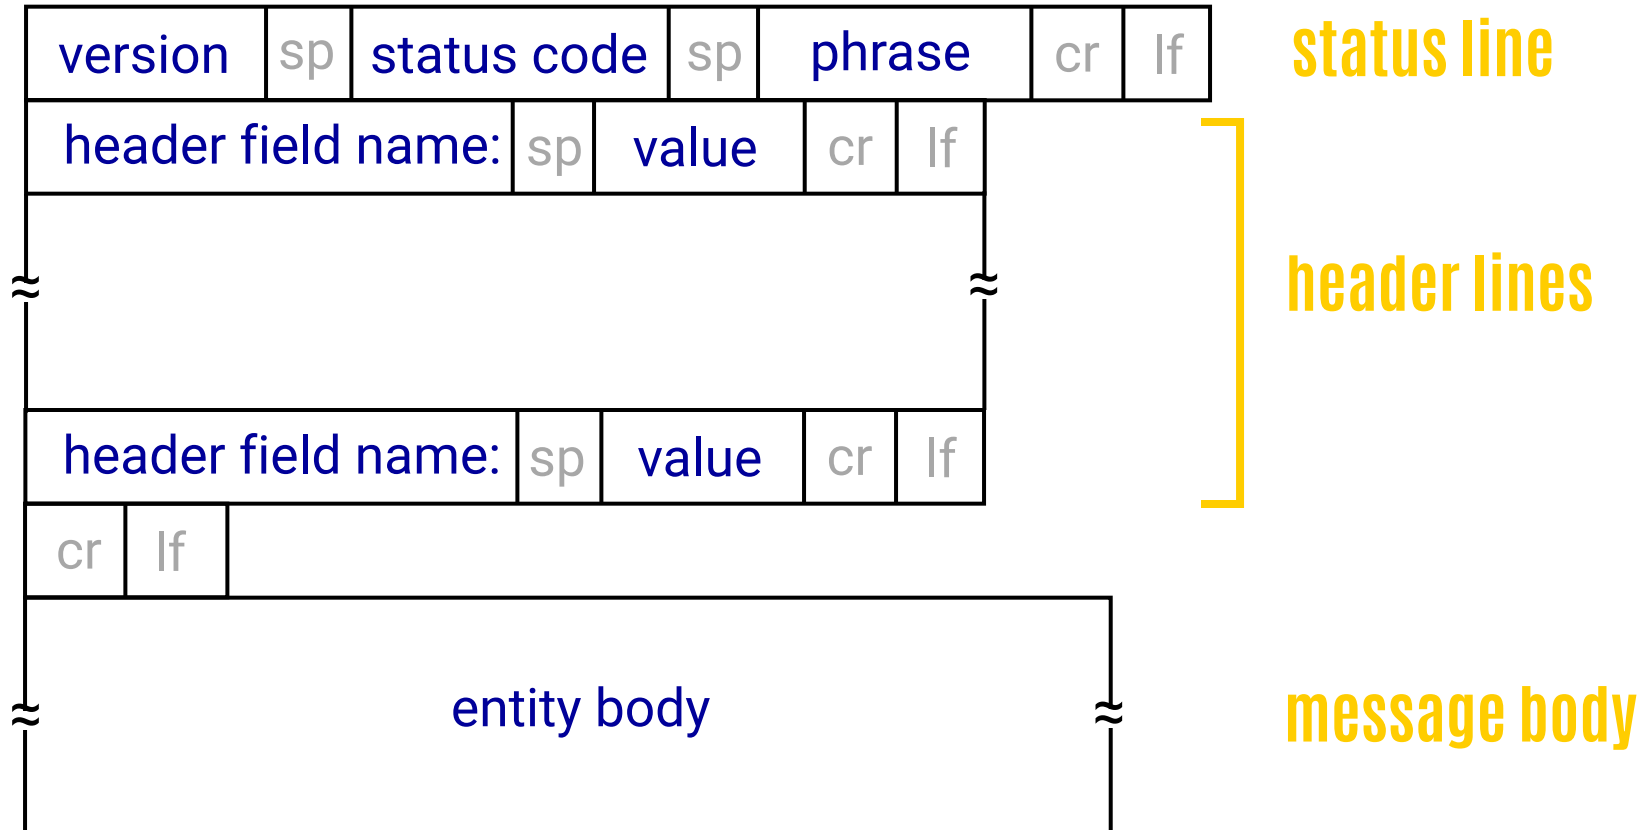 version sp status code sp phrase cr lf status line
header field name: sp value cr lf
header lines
header field name: sp value cr lf
cr lf
entity body message body